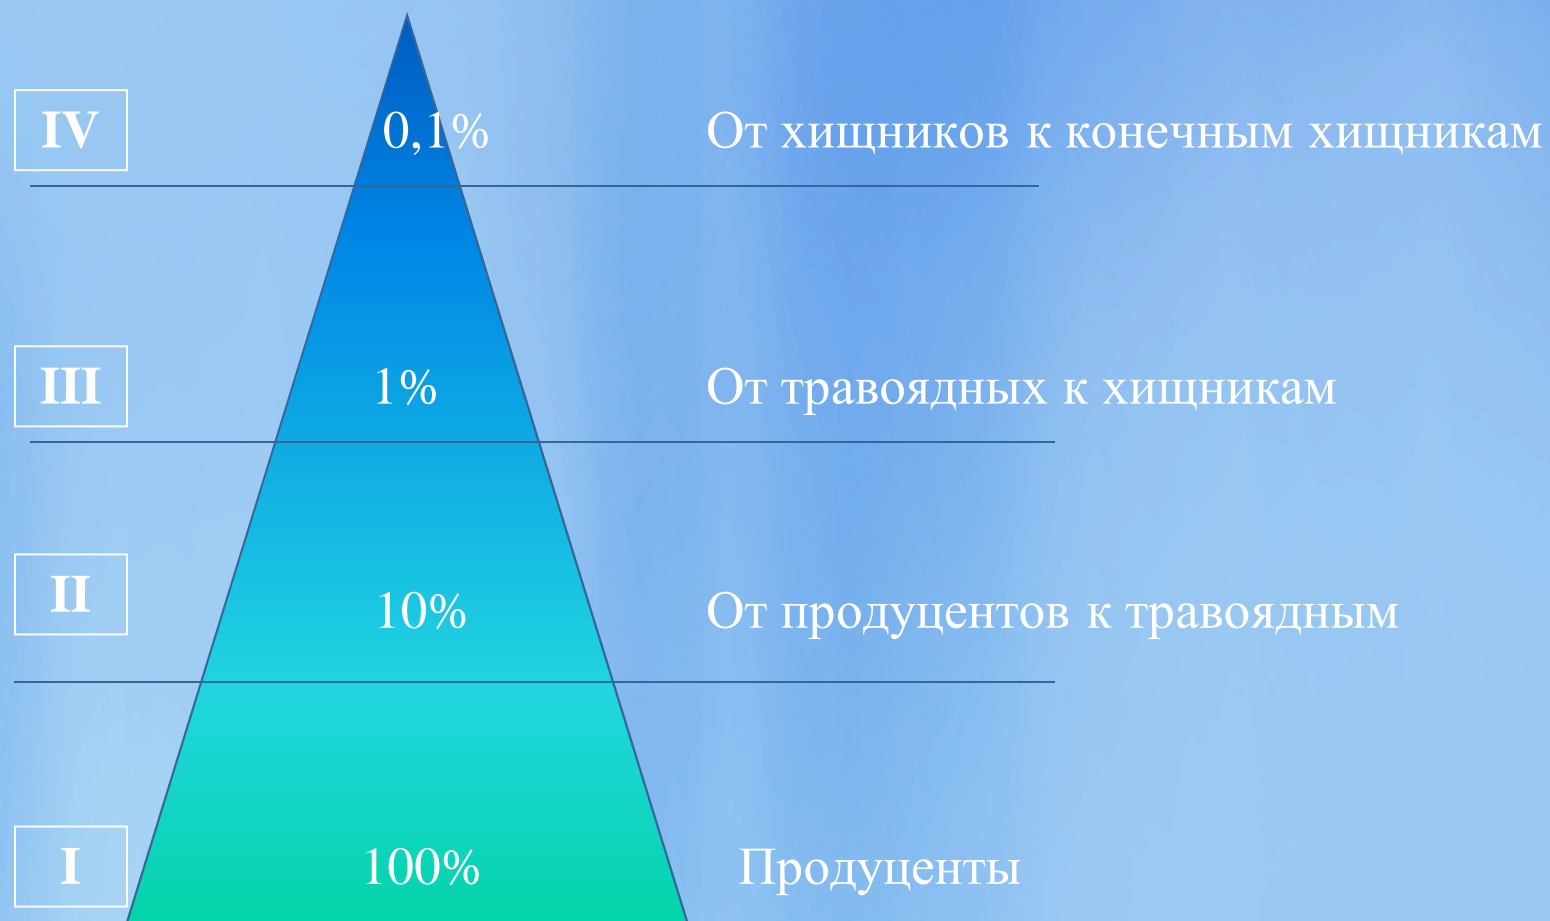 IV 0,1% От хищников к конечным хищникам
III 1% От травоядных к хищникам
II 10% От продуцентов к травоядным
I 100% Продуценты